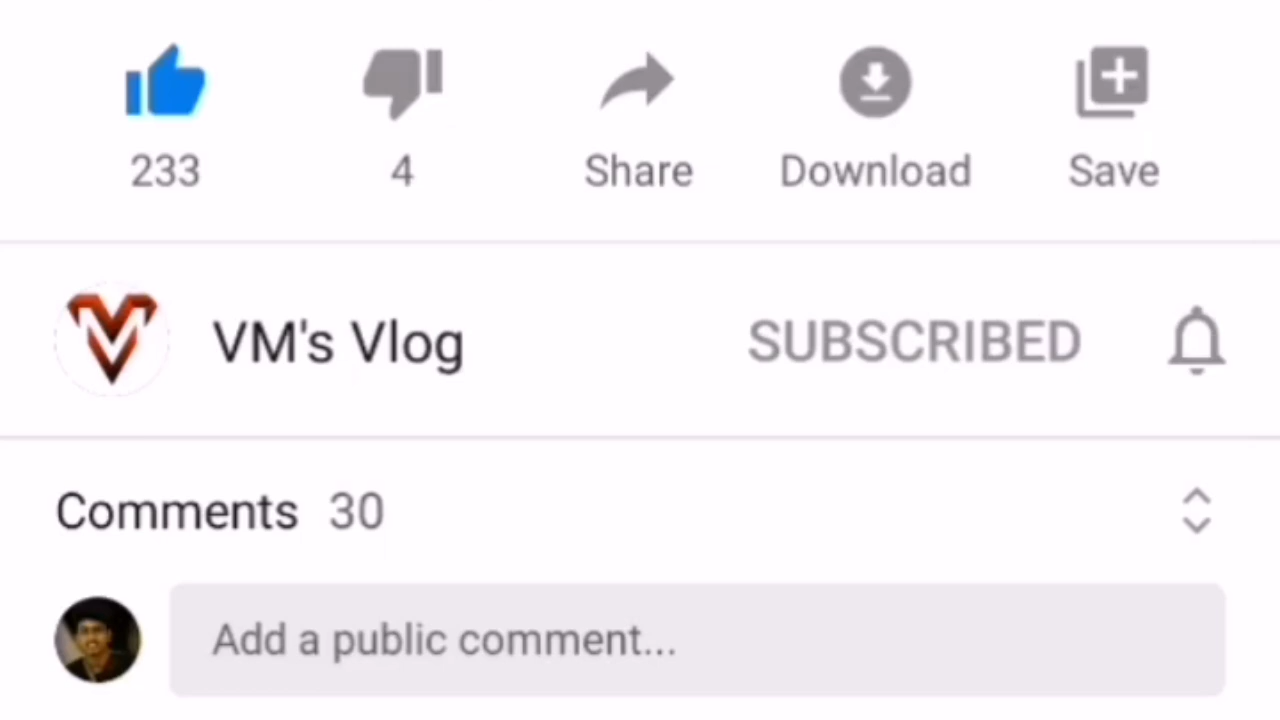 233 4 Share Download Save
VM's Vlog SUBSCRIBED
Comments 30
Add a public comment...